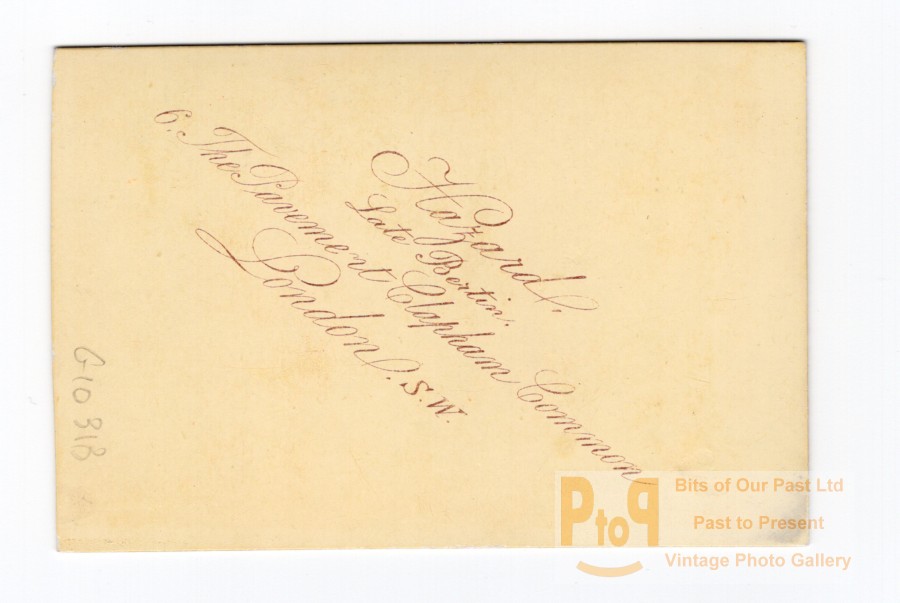 Hazard.
Late Bertin.
6. The Pavement Clapham Common
London. S.W.
G1031B
PtoP
Bits of Our Past Ltd
Past to Present
Vintage Photo Gallery